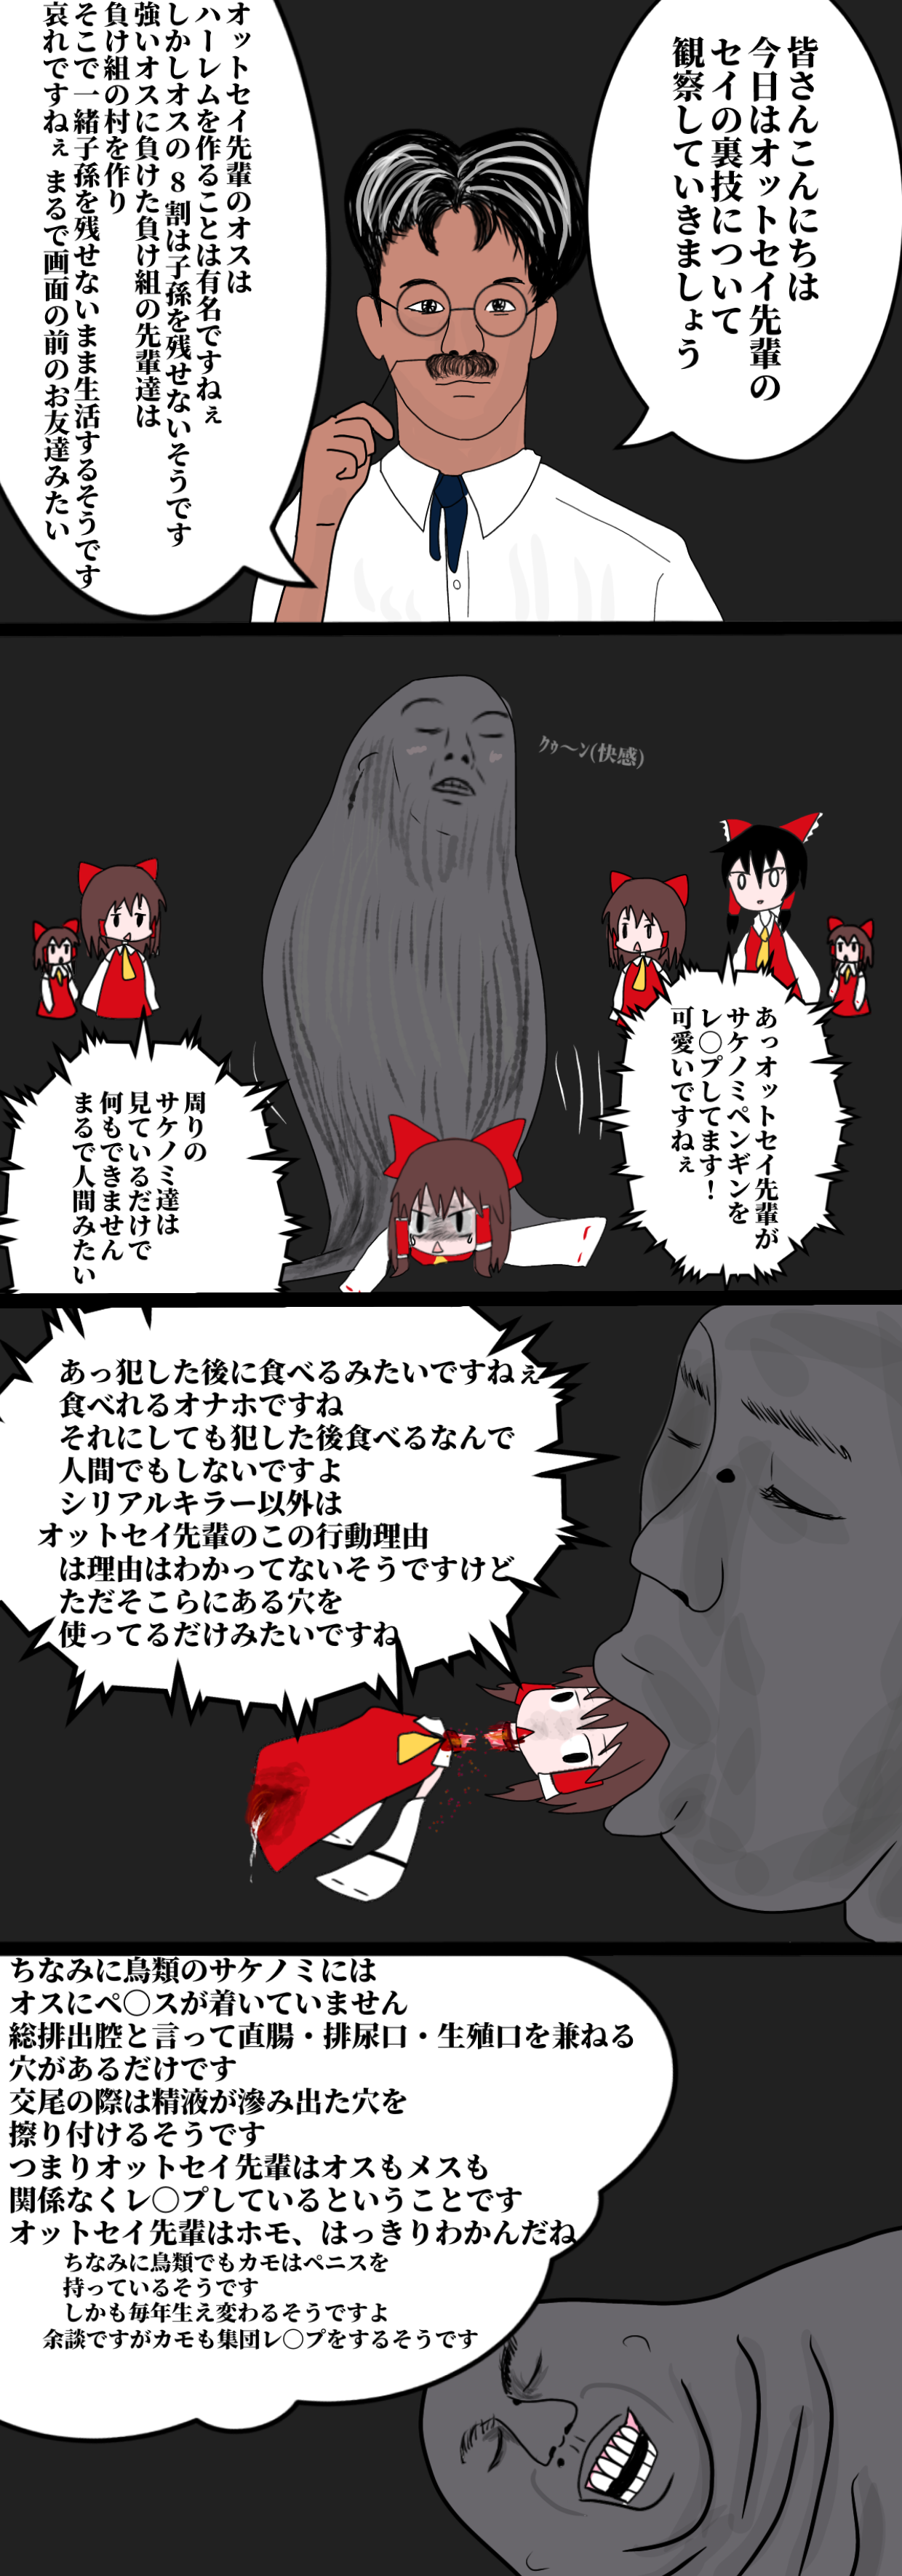 皆さんこんにちは
今日はオットセイ先輩の
セイの裏技について
観察していきましょう
オットセイ先輩のオスは
ハーレムを作ることは有名ですねぇ
しかしオスの 8 割は子孫を残せないそうです
強いオスに負けた負け組の先輩達は
負け組の村を作り
そこで一緒子孫を残せないまま生活するそうです
哀れですねぇ まるで画面の前のお友達みたい
クゥ〜ン(快感)
あっオットセイ先輩が
サケノミペンギンを
レ〇プしてます!
可愛いですねぇ
周りの
サケノミ達は
見ているだけで
何もできません
まるで人間みたい
あっ犯した後に食べるみたいですねぇ
食べれるオナホですね
それにしても犯した後食べるなんで
人間でもしないですよ
シリアルキラー以外は
オットセイ先輩のこの行動理由
は理由はわかってないそうですけど
ただそこらにある穴を
使ってるだけみたいですね
ちなみに鳥類のサケノミには
オスにペ〇スが着いていません
総排出腔と言って直腸・排尿口・生殖口を兼ねる
穴があるだけです
交尾の際は精液が滲み出た穴を
擦り付けるそうです
つまりオットセイ先輩はオスもメスも
関係なくレ〇プしているということです
オットセイ先輩はホモ、はっきりわかんだね
ちなみに鳥類でもカモはペニスを
持っているそうです
しかも毎年生え変わるそうですよ
余談ですがカモも集団レ〇プをするそうです